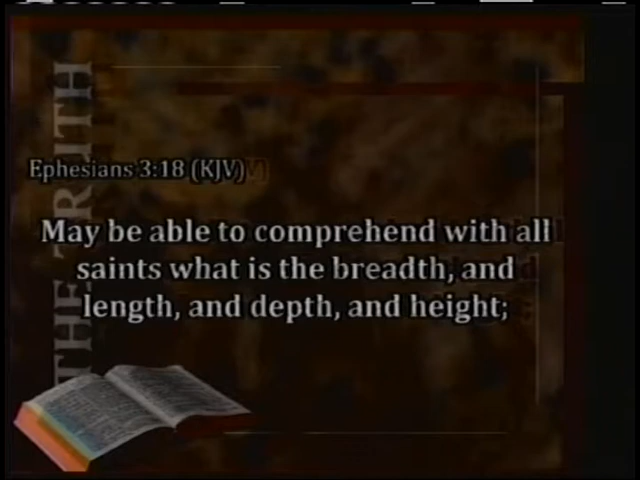 THE TRUTH
Ephesians 3:18 (KJV)
May be able to comprehend with all
saints what is the breadth, and
length, and depth, and height;